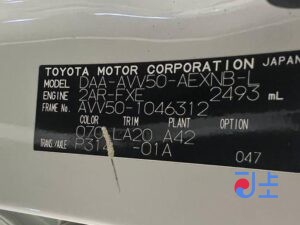 TOYOTA MOTOR CORPORATION JAPAN
MODEL DAA-AVV50-AEXNB-L
ENGINE 2AR-FXE 2493 mL
FRAME No. AVV50-1046312
COLOR TRIM PLANT OPTION
070 LA20 A42
TRANS/AXLE P314 -01A
047